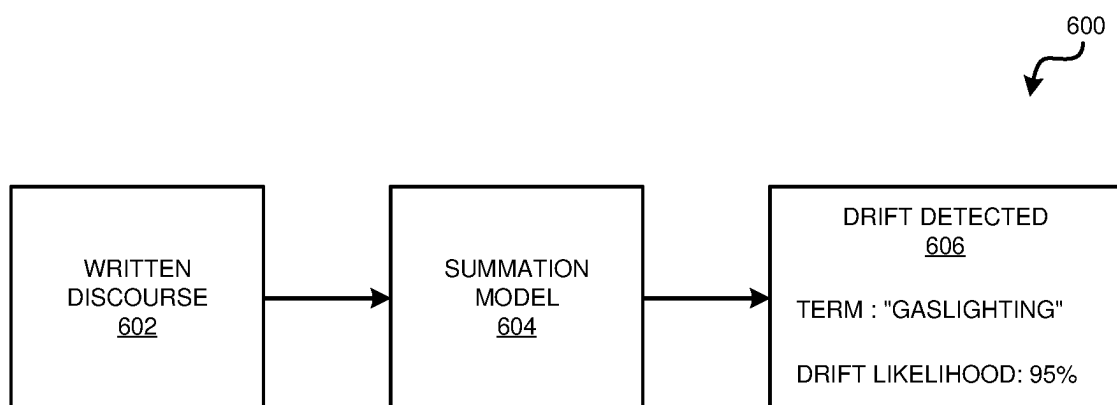 600
WRITTEN
DISCOURSE
602
SUMMATION
MODEL
604
DRIFT DETECTED
606
TERM : "GASLIGHTING"
DRIFT LIKELIHOOD: 95%